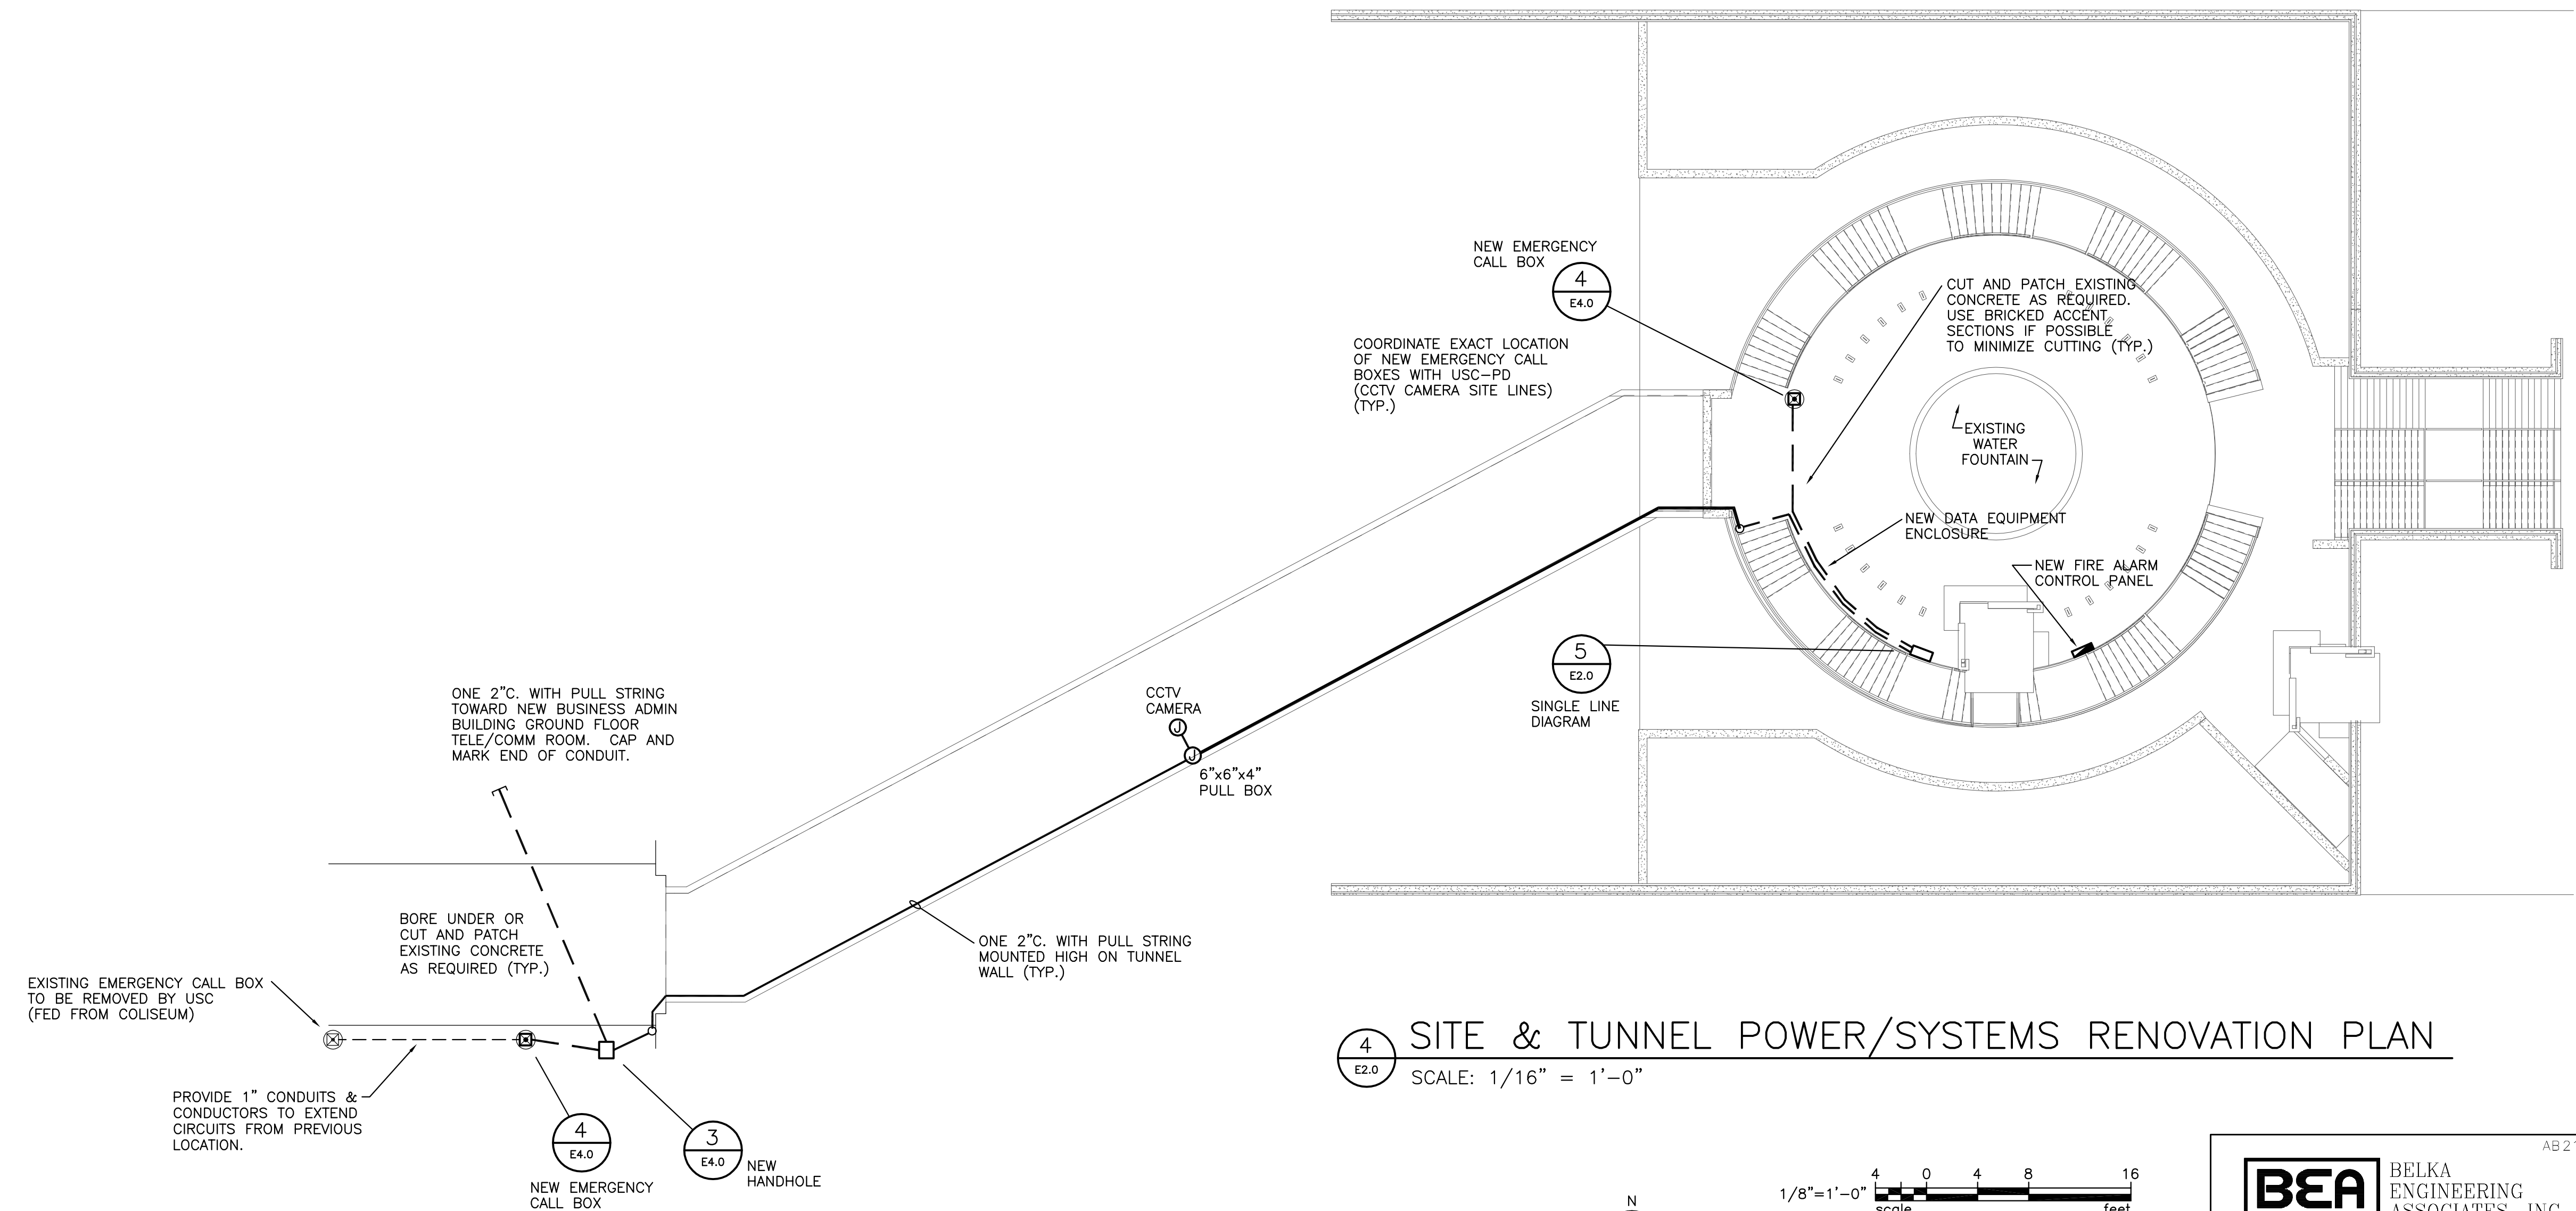 NEW EMERGENCY
CALL BOX
4
E4.0
CUT AND PATCH EXISTING
CONCRETE AS REQUIRED.
USE BRICKED ACCENT
SECTIONS IF POSSIBLE
TO MINIMIZE CUTTING (TYP.)
COORDINATE EXACT LOCATION
OF NEW EMERGENCY CALL
BOXES WITH USC-PD
(CCTV CAMERA SITE LINES)
(TYP.)
EXISTING
WATER
FOUNTAIN
NEW DATA EQUIPMENT
ENCLOSURE
NEW FIRE ALARM
CONTROL PANEL
5
E2.0
SINGLE LINE
DIAGRAM
CCTV
CAMERA
J
J
6"x6"x4"
PULL BOX
ONE 2"C. WITH PULL STRING
TOWARD NEW BUSINESS ADMIN
BUILDING GROUND FLOOR
TELE/COMM ROOM. CAP AND
MARK END OF CONDUIT.
BORE UNDER OR
CUT AND PATCH
EXISTING CONCRETE
AS REQUIRED (TYP.)
ONE 2"C. WITH PULL STRING
MOUNTED HIGH ON TUNNEL
WALL (TYP.)
EXISTING EMERGENCY CALL BOX
TO BE REMOVED BY USC
(FED FROM COLISEUM)
PROVIDE 1" CONDUITS &
CONDUCTORS TO EXTEND
CIRCUITS FROM PREVIOUS
LOCATION.
4
E4.0
NEW EMERGENCY
CALL BOX
3
E4.0
NEW
HANDHOLE
4
E2.0
SITE & TUNNEL POWER/SYSTEMS RENOVATION PLAN
SCALE: 1/16" = 1'-0"
N
1/8"=1'-0"
4 0 4 8 16
scale feet
AB21
BEA
BELKA
ENGINEERING
ASSOCIATES, INC